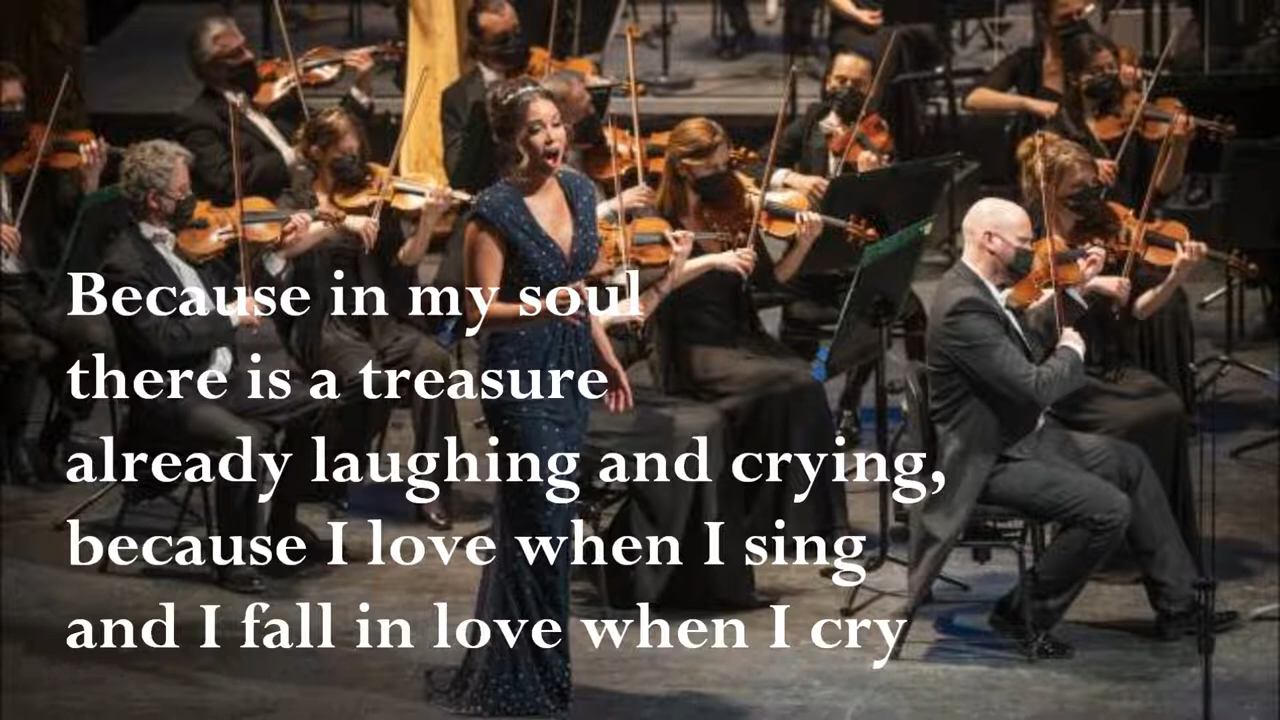 Because in my soul
there is a treasure
already laughing and crying,
because I love when I sing
and I fall in love when I cry